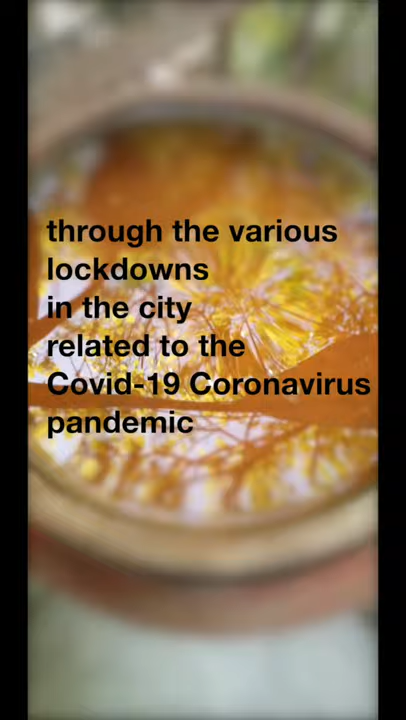 through the various
lockdowns
in the city
related to the
Covid-19 Coronavirus
pandemic